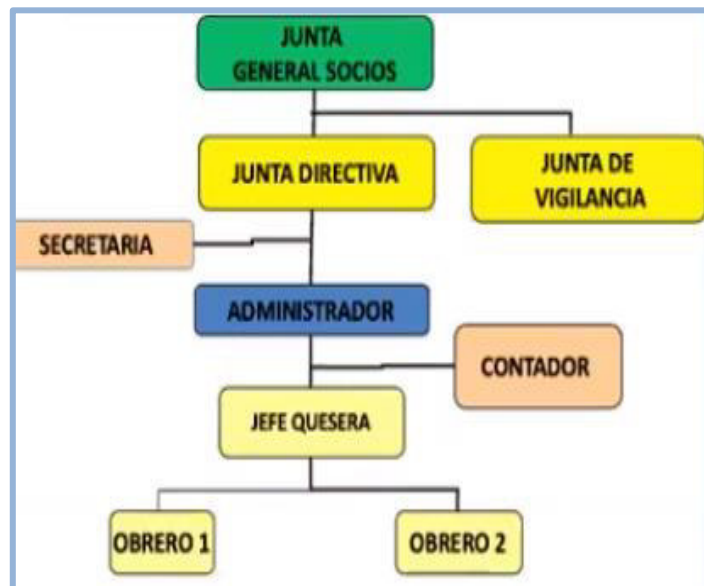 JUNTA
GENERAL SOCIOS
JUNTA DIRECTIVA
JUNTA DE
VIGILANCIA
SECRETARIA
ADMINISTRADOR
CONTADOR
JEFE QUESERA
OBRERO 1
OBRERO 2